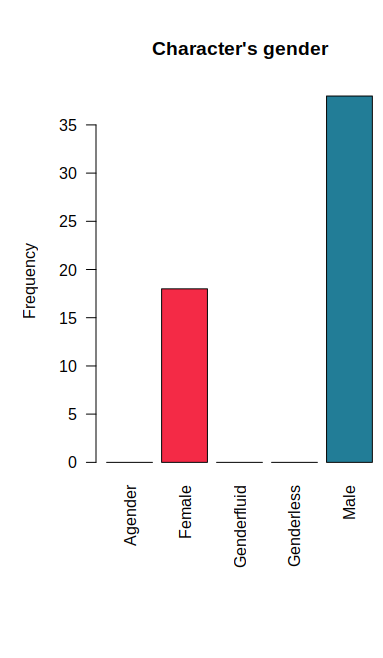 Character's gender
Frequency
35
30
25
20
15
10
5
0
Agender
Female
Genderfluid
Genderless
Male